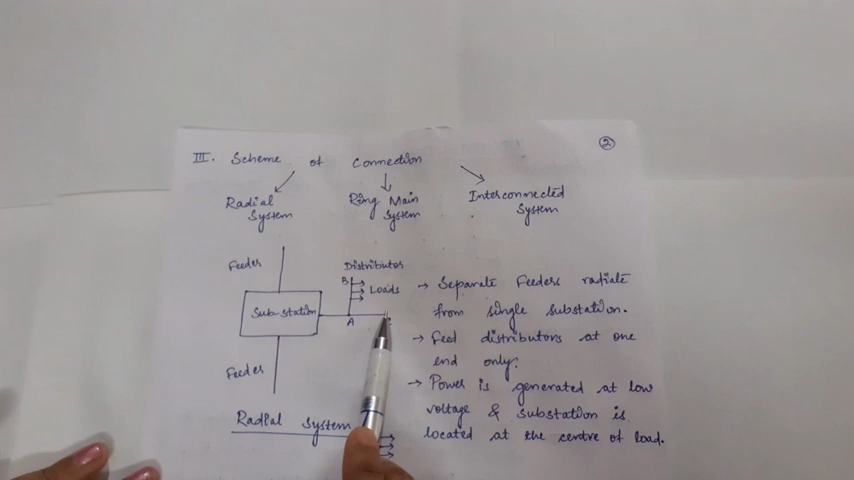 2
III. Scheme of Connection
Radial System
Ring Main System
Interconnected System
Feeder
Sub-station
Feeder
Radial System
Distributor
B
Loads
A
→ Separate Feeders radiate
from single substation.
→ Feed distributors at one
end only.
→ Power is generated at low
voltage & substation is
located at the centre of load.